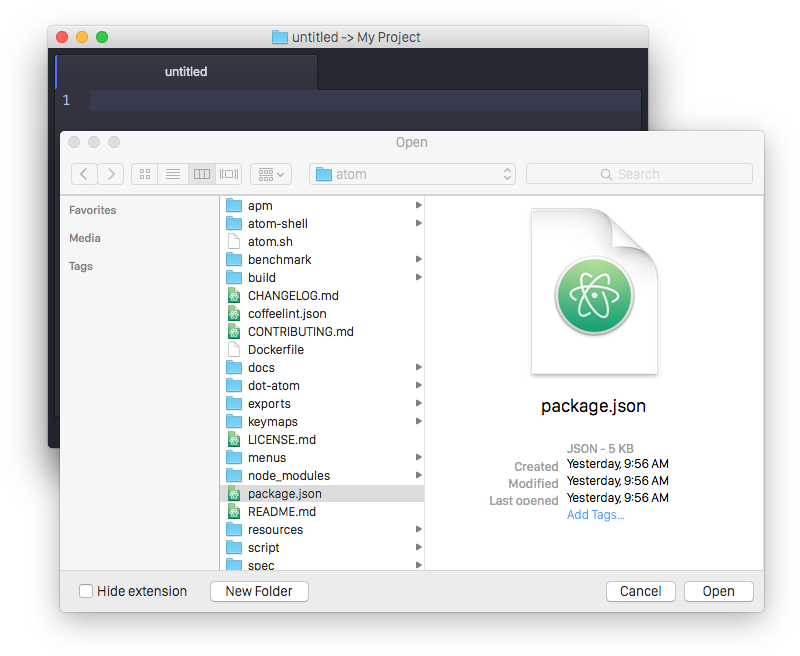 untitled -> My Project
untitled
1
Open
atom
Search
Favorites
Media
Tags
apm
atom-shell
atom.sh
benchmark
build
CHANGELOG.md
coffeelint.json
CONTRIBUTING.md
Dockerfile
docs
dot-atom
exports
keymaps
LICENSE.md
menus
node_modules
package.json
README.md
resources
script
spec
package.json
JSON - 5 KB
Created Yesterday, 9:56 AM
Modified Yesterday, 9:56 AM
Last opened Yesterday, 9:56 AM
Add Tags...
Hide extension
New Folder
Cancel
Open